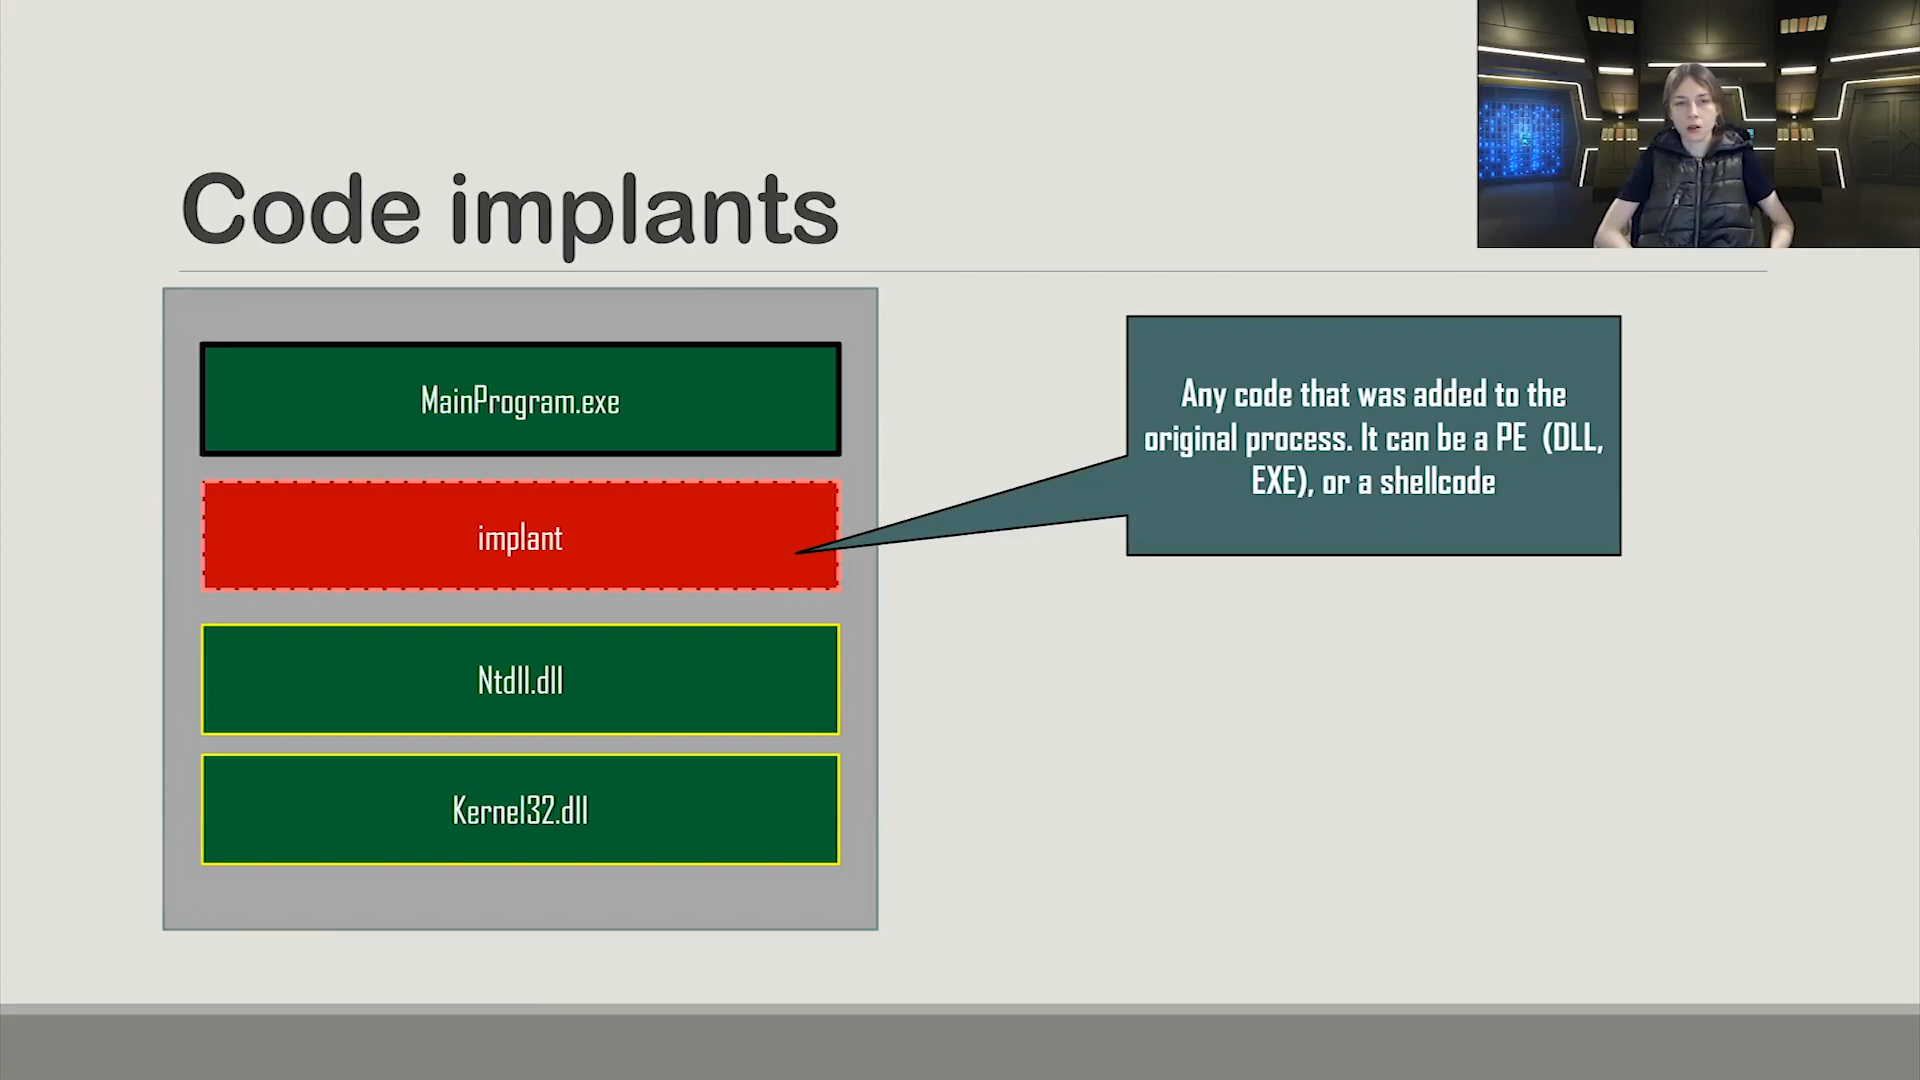 Code implants
MainProgram.exe
implant
Ntdll.dll
Kernel32.dll
Any code that was added to the
original process. It can be a PE (DLL,
EXE), or a shellcode